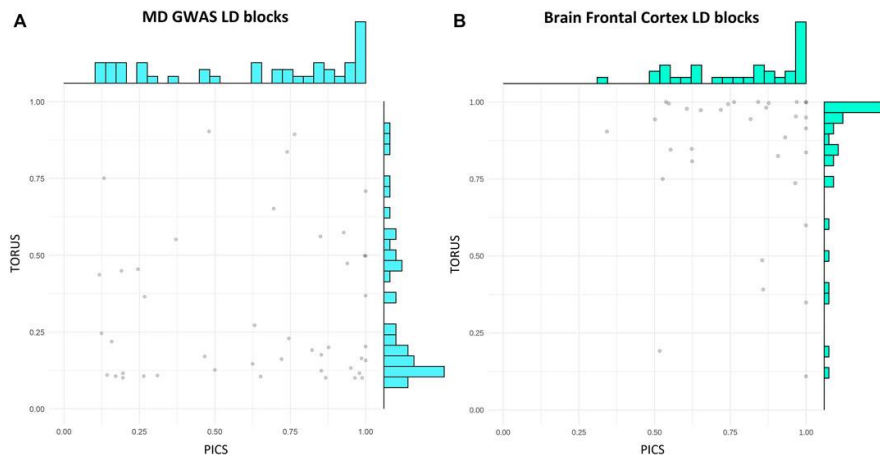 A
MD GWAS LD blocks
1.00
0.75
0.50
0.25
0.00
TORUS
0.00 0.25 0.50 0.75 1.00
PICS
B
Brain Frontal Cortex LD blocks
1.00
0.75
0.50
0.25
0.00
TORUS
0.00 0.25 0.50 0.75 1.00
PICS